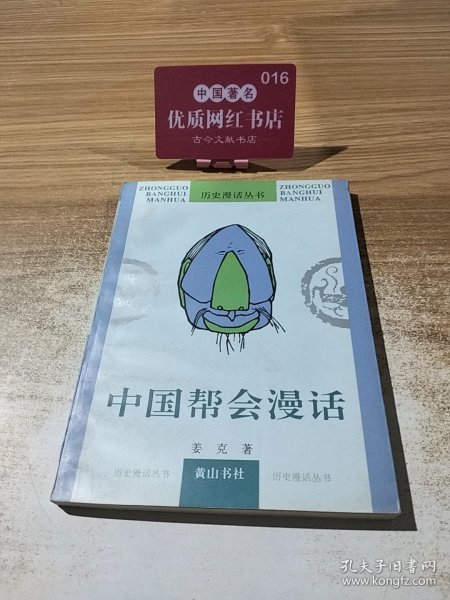 016
中国著名
优质网红书店
古今文献书店
ZHONGGUO
BANGHUI
MANHUA
历史漫话丛书
ZHONGGUO
BANGHUI
MANHUA
中国帮会漫话
姜克著
历史漫话丛书
黄山书社
历史漫话丛书
孔夫子旧书网
www.kongfz.com